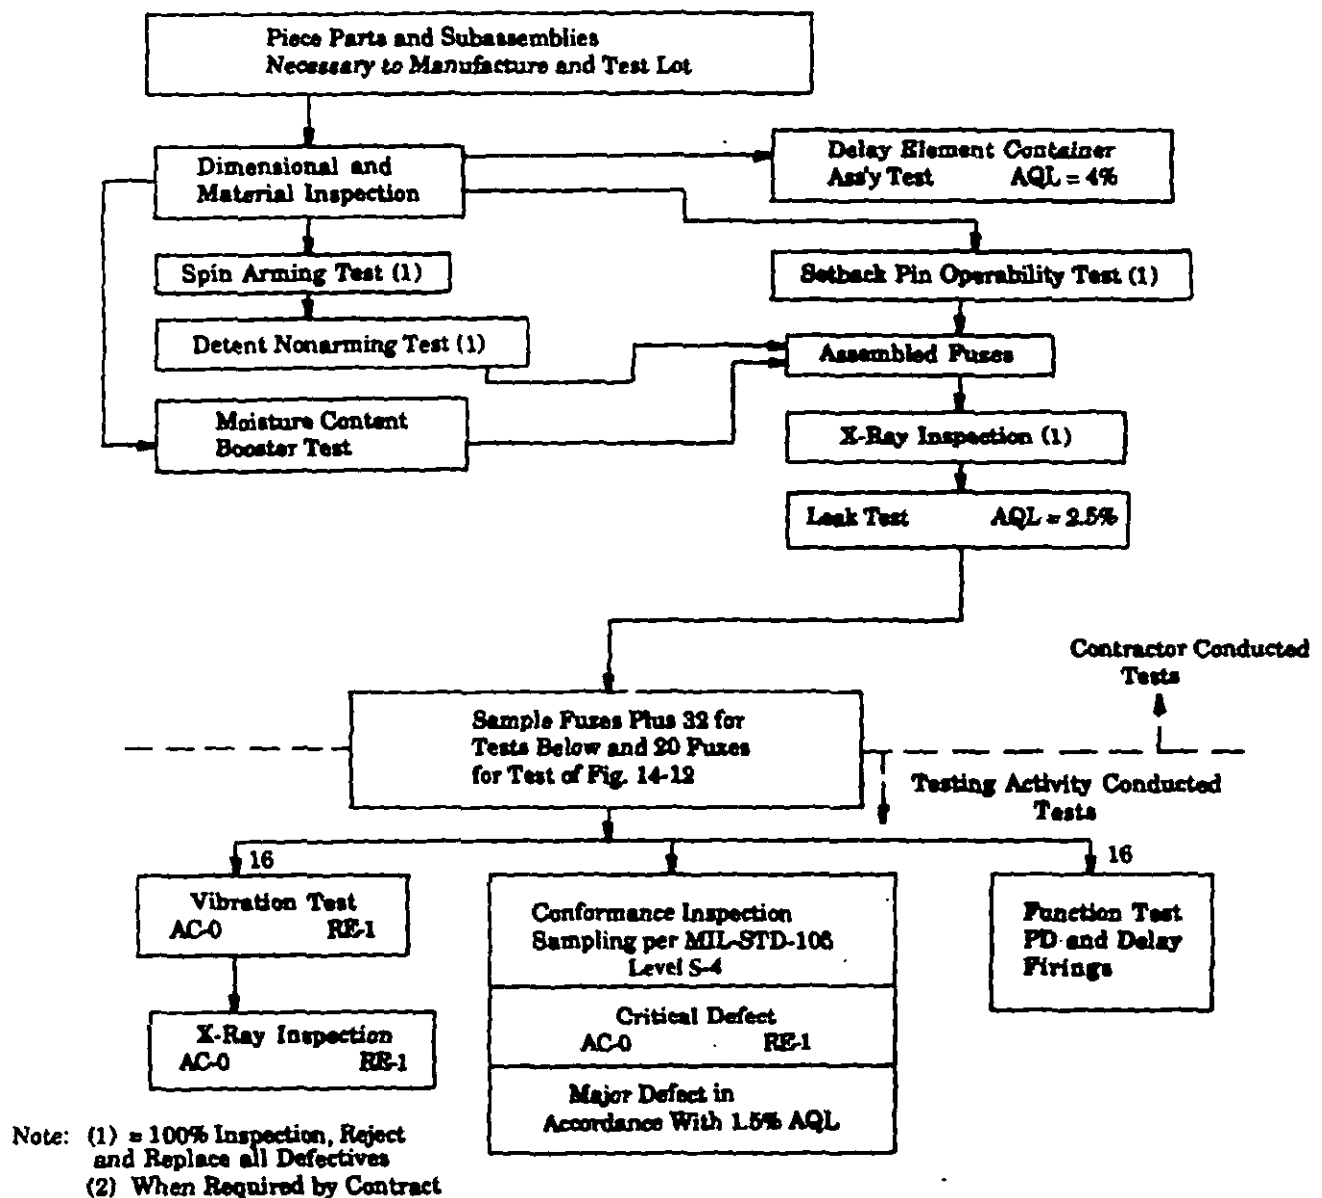 Piece Parts and Subassemblies
Necessary to Manufacture and Test Lot
Dimensional and
Material Inspection
Delay Element Container
Ass'y Test AQL = 4%
Spin Arming Test (1)
Setback Pin Operability Test (1)
Detent Nonarming Test (1)
Assembled Fuzes
Moisture Content
Booster Test
X-Ray Inspection (1)
Leak Test AQL = 2.5%
Contractor Conducted
Tests
Sample Fuzes Plus 32 for
Tests Below and 20 Fuzes
for Test of Fig. 14-12
Testing Activity Conducted
Tests
16
16
Vibration Test
AC-0 RE-1
Conformance Inspection
Sampling per MIL-STD-105
Level S-4
Function Test
PD and Delay
Firings
X-Ray Inspection
AC-0 RE-1
Critical Defect
AC-0 RE-1
Major Defect in
Accordance With 1.5% AQL
Note: (1) = 100% Inspection, Reject
and Replace all Defectives
(2) When Required by Contract